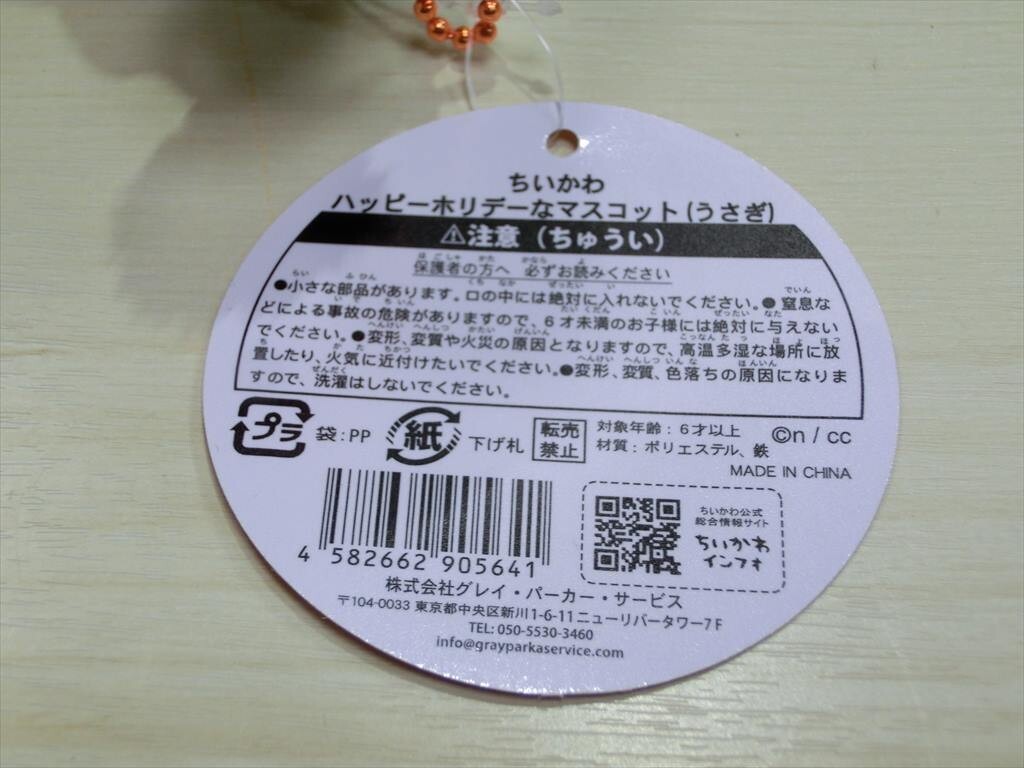 ちいかわ
ハッピーホリデーなマスコット(うさぎ)
⚠注意（ちゅうい）
保護者の方へ 必ずお読みください
●小さな部品があります。口の中には絶対に入れないでください。●窒息な
どによる事故の危険がありますので、6才未満のお子様には絶対に与えない
でください。●変形、変質や火災の原因となりますので、高温多湿な場所に放
置したり、火気に近付けたいでください。●変形、変質、色落ちの原因になりま
すので、洗濯はしないでください。
プラ 袋:PP 紙 下げ札 転売禁止
対象年齢：6才以上
材質：ポリエステル、鉄
©n / cc
MADE IN CHINA
4 582662 905641
ちいかわ公式
総合情報サイト
ちいかわ
インフォ
株式会社グレイ・パーカー・サービス
〒104-0033 東京都中央区新川1-6-11 ニューリバータワー7F
TEL: 050-5530-3460
info@grayparkaservice.com